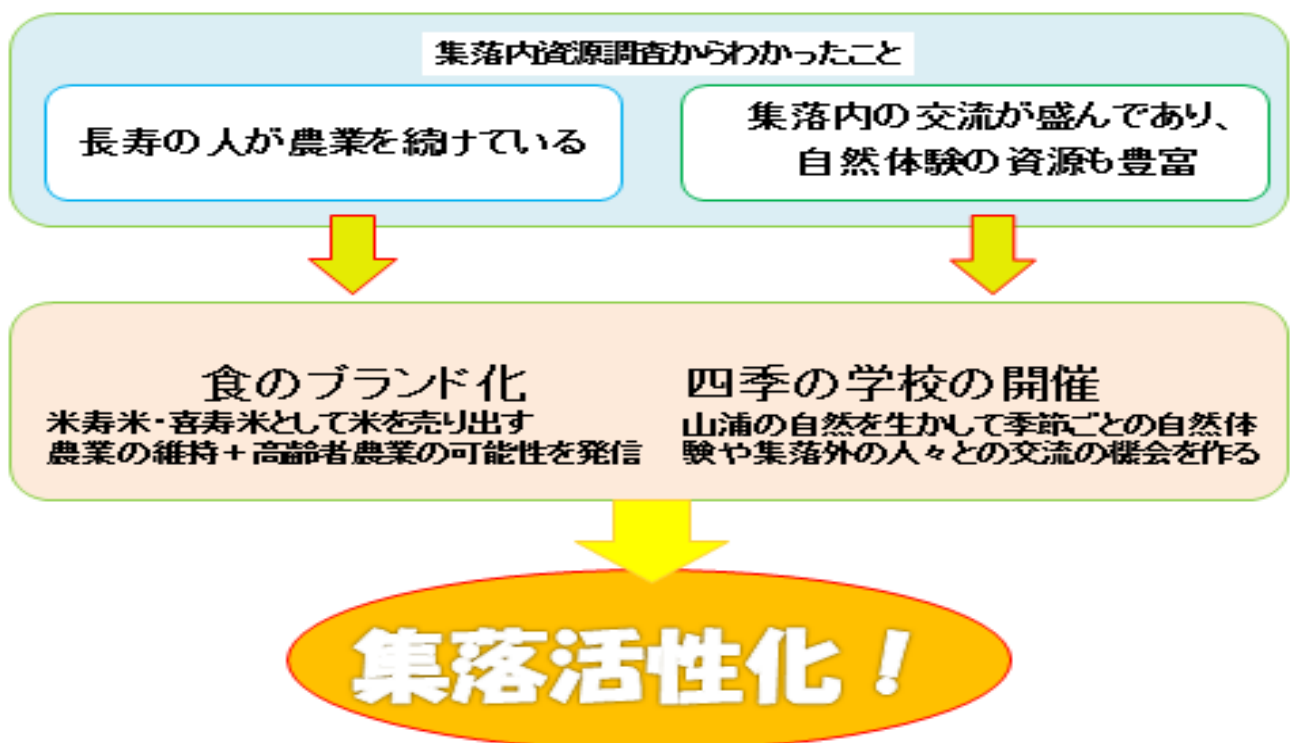 集落内資源調査からわかったこと
長寿の人が農業を続けている
集落内の交流が盛んであり、
自然体験の資源も豊富
食のブランド化
米寿米・喜寿米として米を売り出す
農業の維持+高齢者農業の可能性を発信
四季の学校の開催
山浦の自然を生かして季節ごとの自然体
験や集落外の人々との交流の機会を作る
集落活性化！